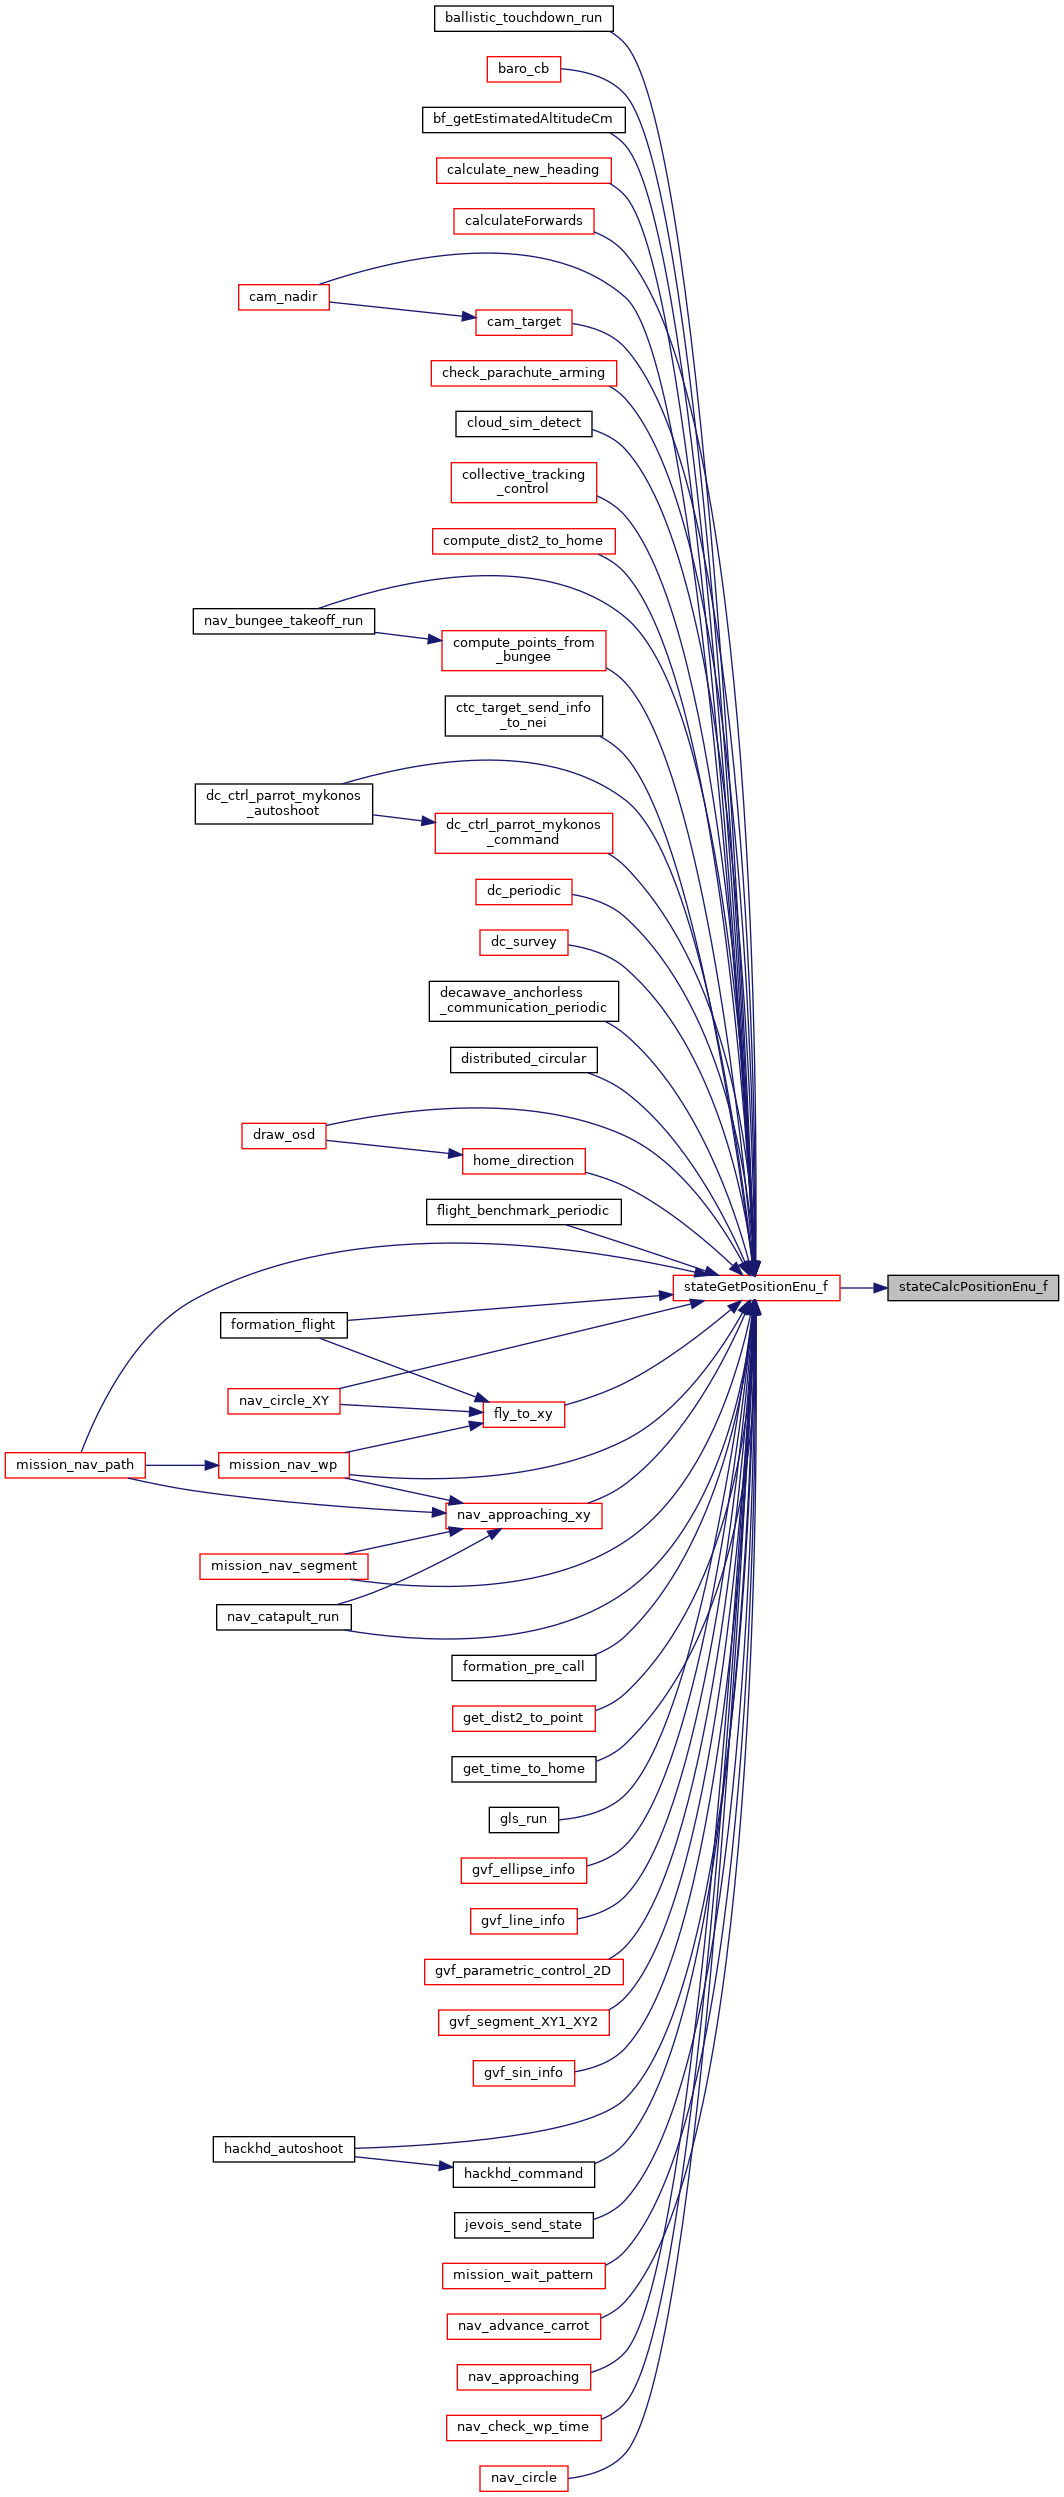 ballistic_touchdown_run
baro_cb
bf_getEstimatedAltitudeCm
calculate_new_heading
calculateForwards
cam_nadir
cam_target
check_parachute_arming
cloud_sim_detect
collective_tracking
_control
compute_dist2_to_home
nav_bungee_takeoff_run
compute_points_from
_bungee
ctc_target_send_info
_to_nei
dc_ctrl_parrot_mykonos
_autoshoot
dc_ctrl_parrot_mykonos
_command
dc_periodic
dc_survey
decawave_anchorless
_communication_periodic
distributed_circular
draw_osd
home_direction
flight_benchmark_periodic
stateGetPositionEnu_f
stateCalcPositionEnu_f
formation_flight
nav_circle_XY
fly_to_xy
mission_nav_path
mission_nav_wp
nav_approaching_xy
mission_nav_segment
nav_catapult_run
formation_pre_call
get_dist2_to_point
get_time_to_home
gls_run
gvf_ellipse_info
gvf_line_info
gvf_parametric_control_2D
gvf_segment_XY1_XY2
gvf_sin_info
hackhd_autoshoot
hackhd_command
jevois_send_state
mission_wait_pattern
nav_advance_carrot
nav_approaching
nav_check_wp_time
nav_circle